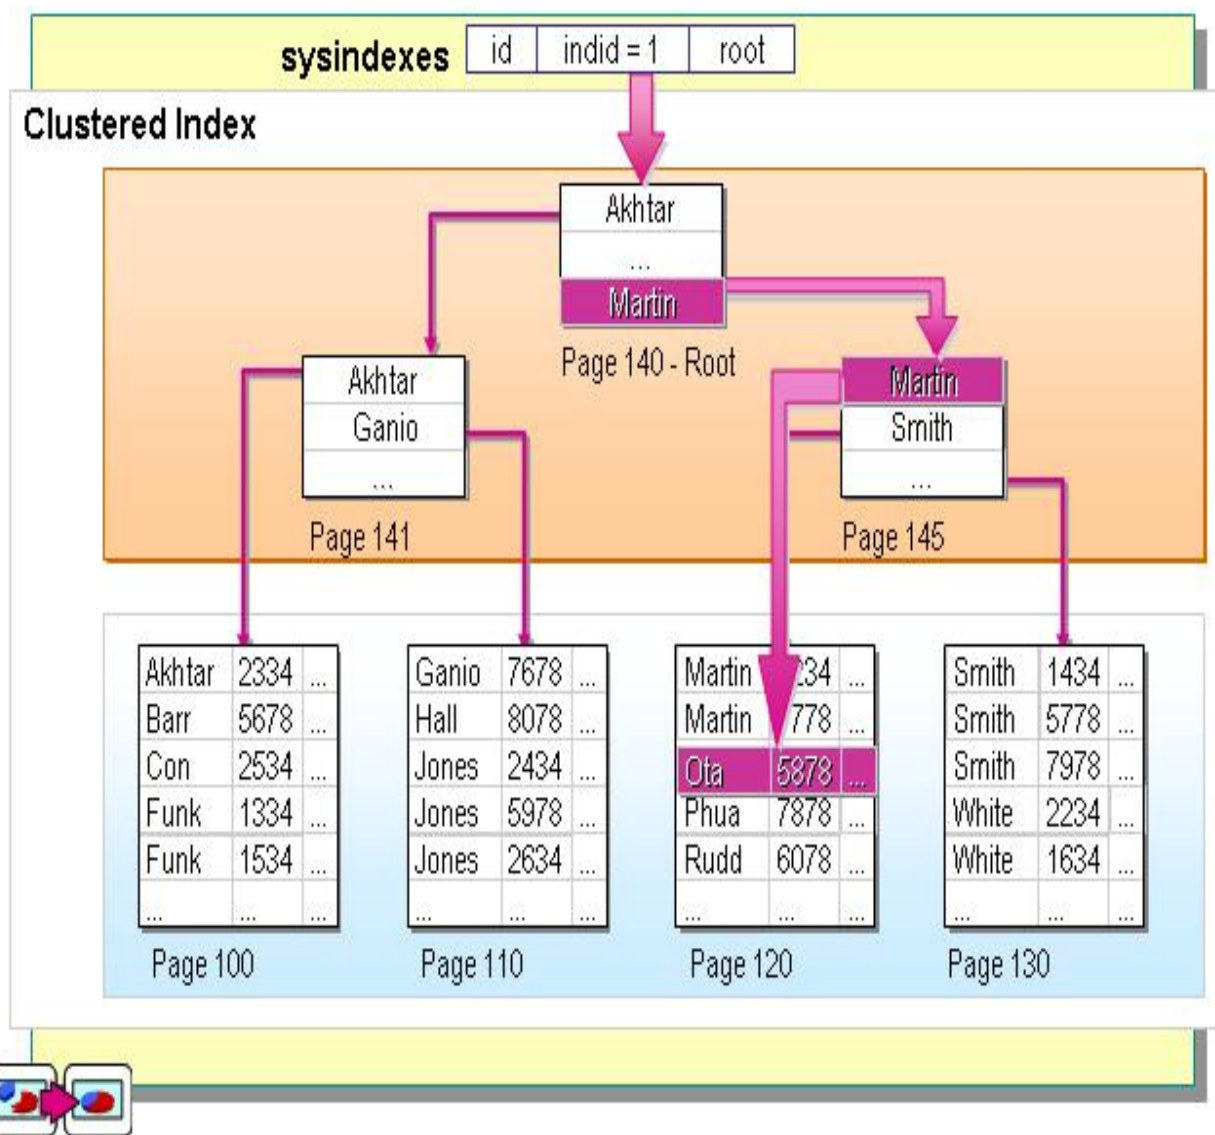 sysindexes id indid = 1 root
Clustered Index
Akhtar
...
Martin
Page 140 - Root
Akhtar
Ganio
...
Page 141
Martin
Smith
...
Page 145
Akhtar 2334 ...
Barr 5678 ...
Con 2534 ...
Funk 1334 ...
Funk 1534 ...
... ... ...
Page 100
Ganio 7678 ...
Hall 8078 ...
Jones 2434 ...
Jones 5978 ...
Jones 2634 ...
... ... ...
Page 110
Martin ...
Martin ...
Ota 5878 ...
Phua 7878 ...
Rudd 6078 ...
... ... ...
Page 120
Smith 1434 ...
Smith 5778 ...
Smith 7978 ...
White 2234 ...
White 1634 ...
... ... ...
Page 130